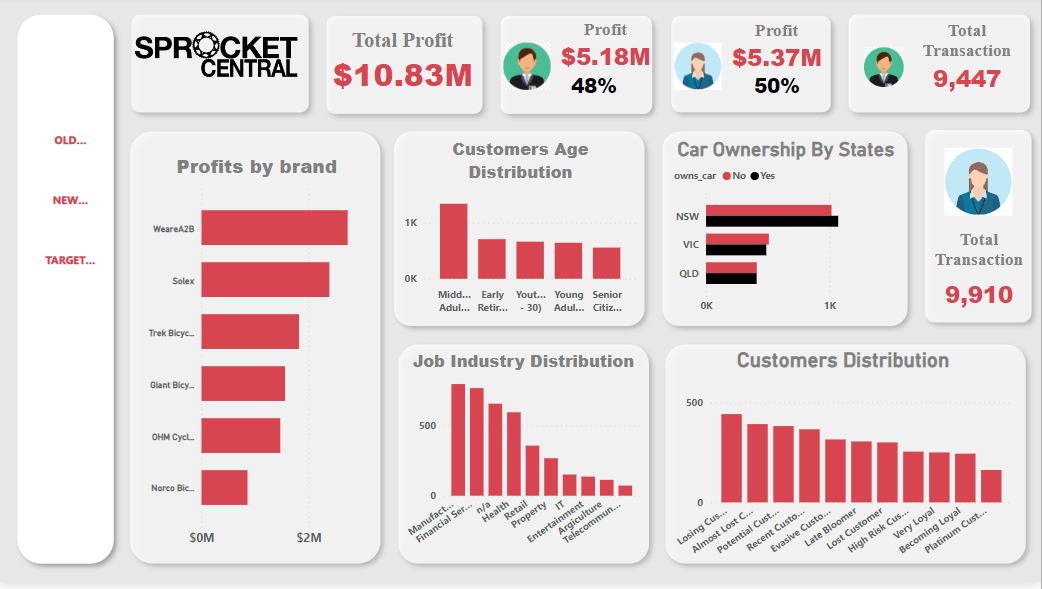 SPROCKET
CENTRAL
Total Profit
$10.83M
Profit
$5.18M
48%
Profit
$5.37M
50%
Total
Transaction
9,447
OLD...
NEW...
TARGET...
Profits by brand
WeareA2B
Solex
Trek Bicyc...
Giant Bicy...
OHM Cycl...
Norco Bic...
$0M $2M
Customers Age
Distribution
1K
0K
Midd... Early Yout... Young Senior
Adul... Retir... - 30) Adul... Citiz...
Car Ownership By States
owns_car No Yes
NSW
VIC
QLD
0K 1K
Total
Transaction
9,910
Job Industry Distribution
500
0
Manufact...
Financial Ser...
n/a
Health
Retail
Property
IT
Entertainment
Argiculture
Telecommun...
Customers Distribution
500
0
Losing Cus...
Almost Lost C...
Potential Cust...
Recent Custo...
Evasive Custo...
Late Bloomer
Lost Customer
High Risk Cus...
Very Loyal
Becoming Loyal
Platinum Cust...